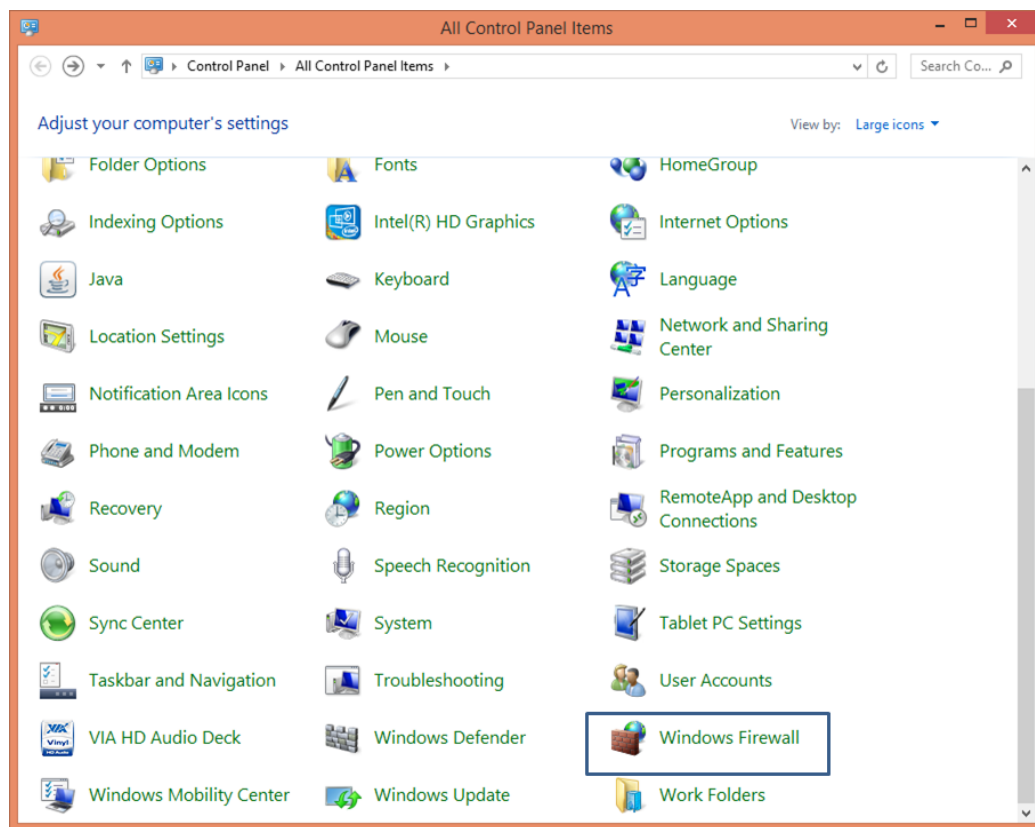 All Control Panel Items
Control Panel All Control Panel Items
Search Co...
Adjust your computer's settings
View by: Large icons
Folder Options
Fonts
HomeGroup
Indexing Options
Intel(R) HD Graphics
Internet Options
Java
Keyboard
Language
Location Settings
Mouse
Network and Sharing
Center
Notification Area Icons
Pen and Touch
Personalization
Phone and Modem
Power Options
Programs and Features
Recovery
Region
RemoteApp and Desktop
Connections
Sound
Speech Recognition
Storage Spaces
Sync Center
System
Tablet PC Settings
Taskbar and Navigation
Troubleshooting
User Accounts
VIA HD Audio Deck
Windows Defender
Windows Firewall
Windows Mobility Center
Windows Update
Work Folders